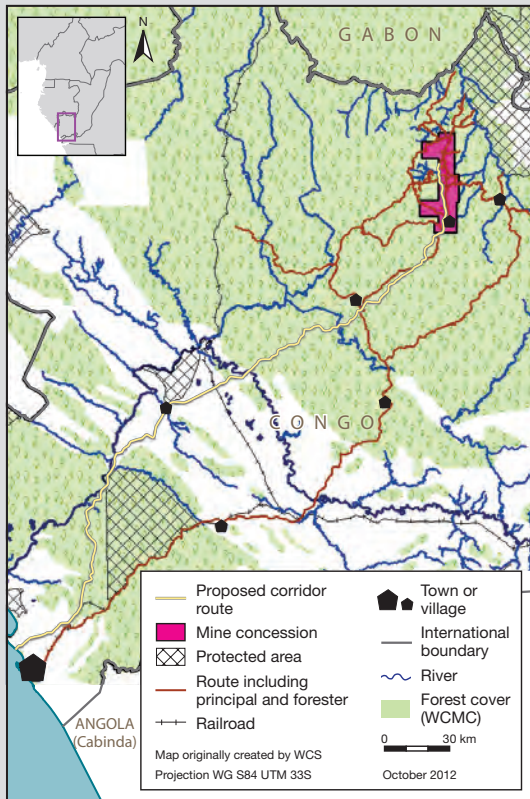 N
GABON
CONGO
ANGOLA
(Cabinda)
Proposed corridor
route
Mine concession
Protected area
Route including
principal and forester
Railroad
Map originally created by WCS
Projection WG S84 UTM 33S
Town or
village
International
boundary
River
Forest cover
(WCMC)
0 30 km
October 2012